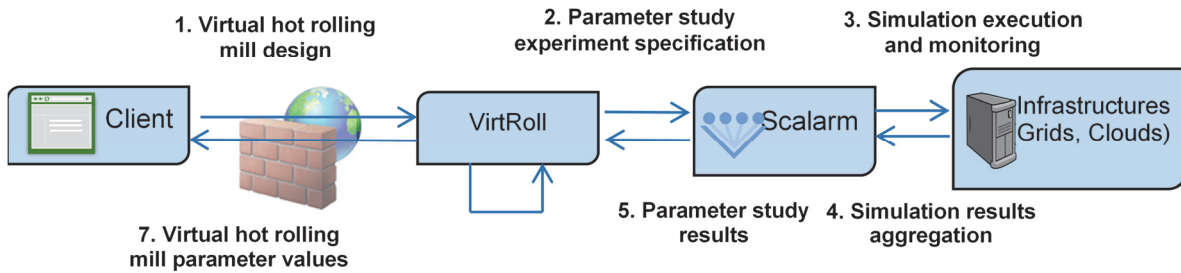 1. Virtual hot rolling
mill design
2. Parameter study
experiment specification
3. Simulation execution
and monitoring
Client
VirtRoll
Scalarm
Infrastructures
Grids, Clouds)
7. Virtual hot rolling
mill parameter values
5. Parameter study
results
4. Simulation results
aggregation